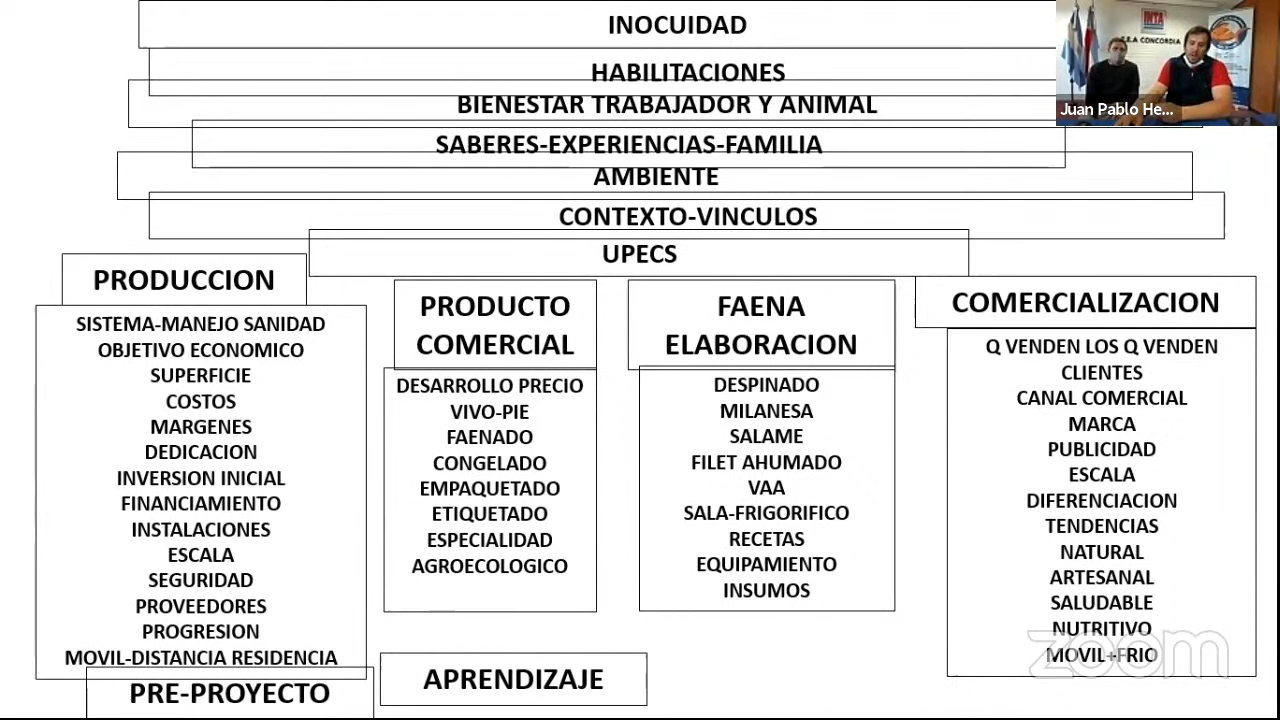 INOCUIDAD
HABILITACIONES
BIENESTAR TRABAJADOR Y ANIMAL
SABERES-EXPERIENCIAS-FAMILIA
AMBIENTE
CONTEXTO-VINCULOS
UPECS
INTA
E.E.A CONCORDIA
Juan Pablo He...
PRODUCCION
SISTEMA-MANEJO SANIDAD
OBJETIVO ECONOMICO
SUPERFICIE
COSTOS
MARGENES
DEDICACION
INVERSION INICIAL
FINANCIAMIENTO
INSTALACIONES
ESCALA
SEGURIDAD
PROVEEDORES
PROGRESION
MOVIL-DISTANCIA RESIDENCIA
PRE-PROYECTO
PRODUCTO
COMERCIAL
DESARROLLO PRECIO
VIVO-PIE
FAENADO
CONGELADO
EMPAQUETADO
ETIQUETADO
ESPECIALIDAD
AGROECOLOGICO
APRENDIZAJE
FAENA
ELABORACION
DESPINADO
MILANESA
SALAME
FILET AHUMADO
VAA
SALA-FRIGORIFICO
RECETAS
EQUIPAMIENTO
INSUMOS
COMERCIALIZACION
Q VENDEN LOS Q VENDEN
CLIENTES
CANAL COMERCIAL
MARCA
PUBLICIDAD
ESCALA
DIFERENCIACION
TENDENCIAS
NATURAL
ARTESANAL
SALUDABLE
NUTRITIVO
MOVIL+FRIO
zoom